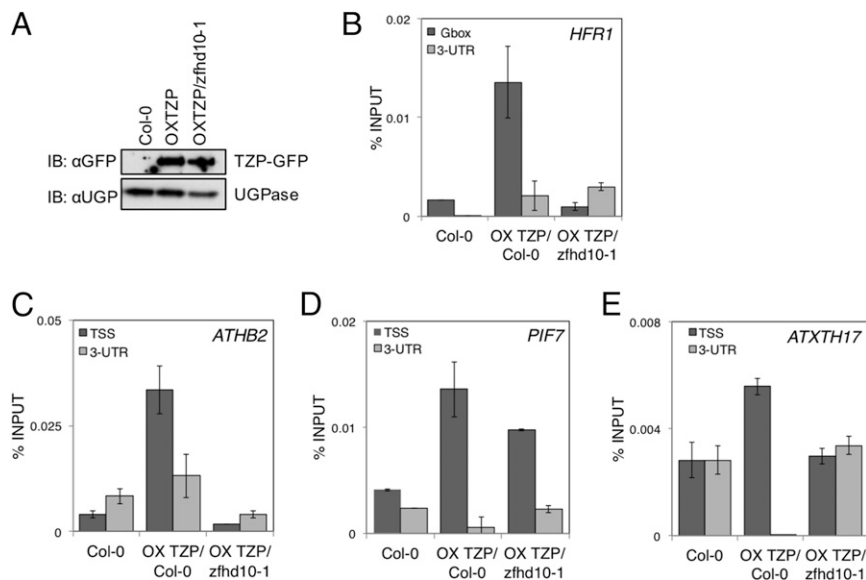 A
Col-0
OXTZP
OXTZP/zfhd10-1
IB: αGFP
TZP-GFP
IB: αUGP
UGPase
B
0.02
0.01
0
% INPUT
Gbox
3-UTR
HFR1
Col-0
OX TZP/
Col-0
OX TZP/
zfhd10-1
C
0.05
0.025
0
% INPUT
TSS
3-UTR
ATHB2
Col-0
OX TZP/
Col-0
OX TZP/
zfhd10-1
D
0.02
0.01
0
% INPUT
TSS
3-UTR
PIF7
Col-0
OX TZP/
Col-0
OX TZP/
zfhd10-1
E
0.008
0.004
0
% INPUT
TSS
3-UTR
ATXTH17
Col-0
OX TZP/
Col-0
OX TZP/
zfhd10-1